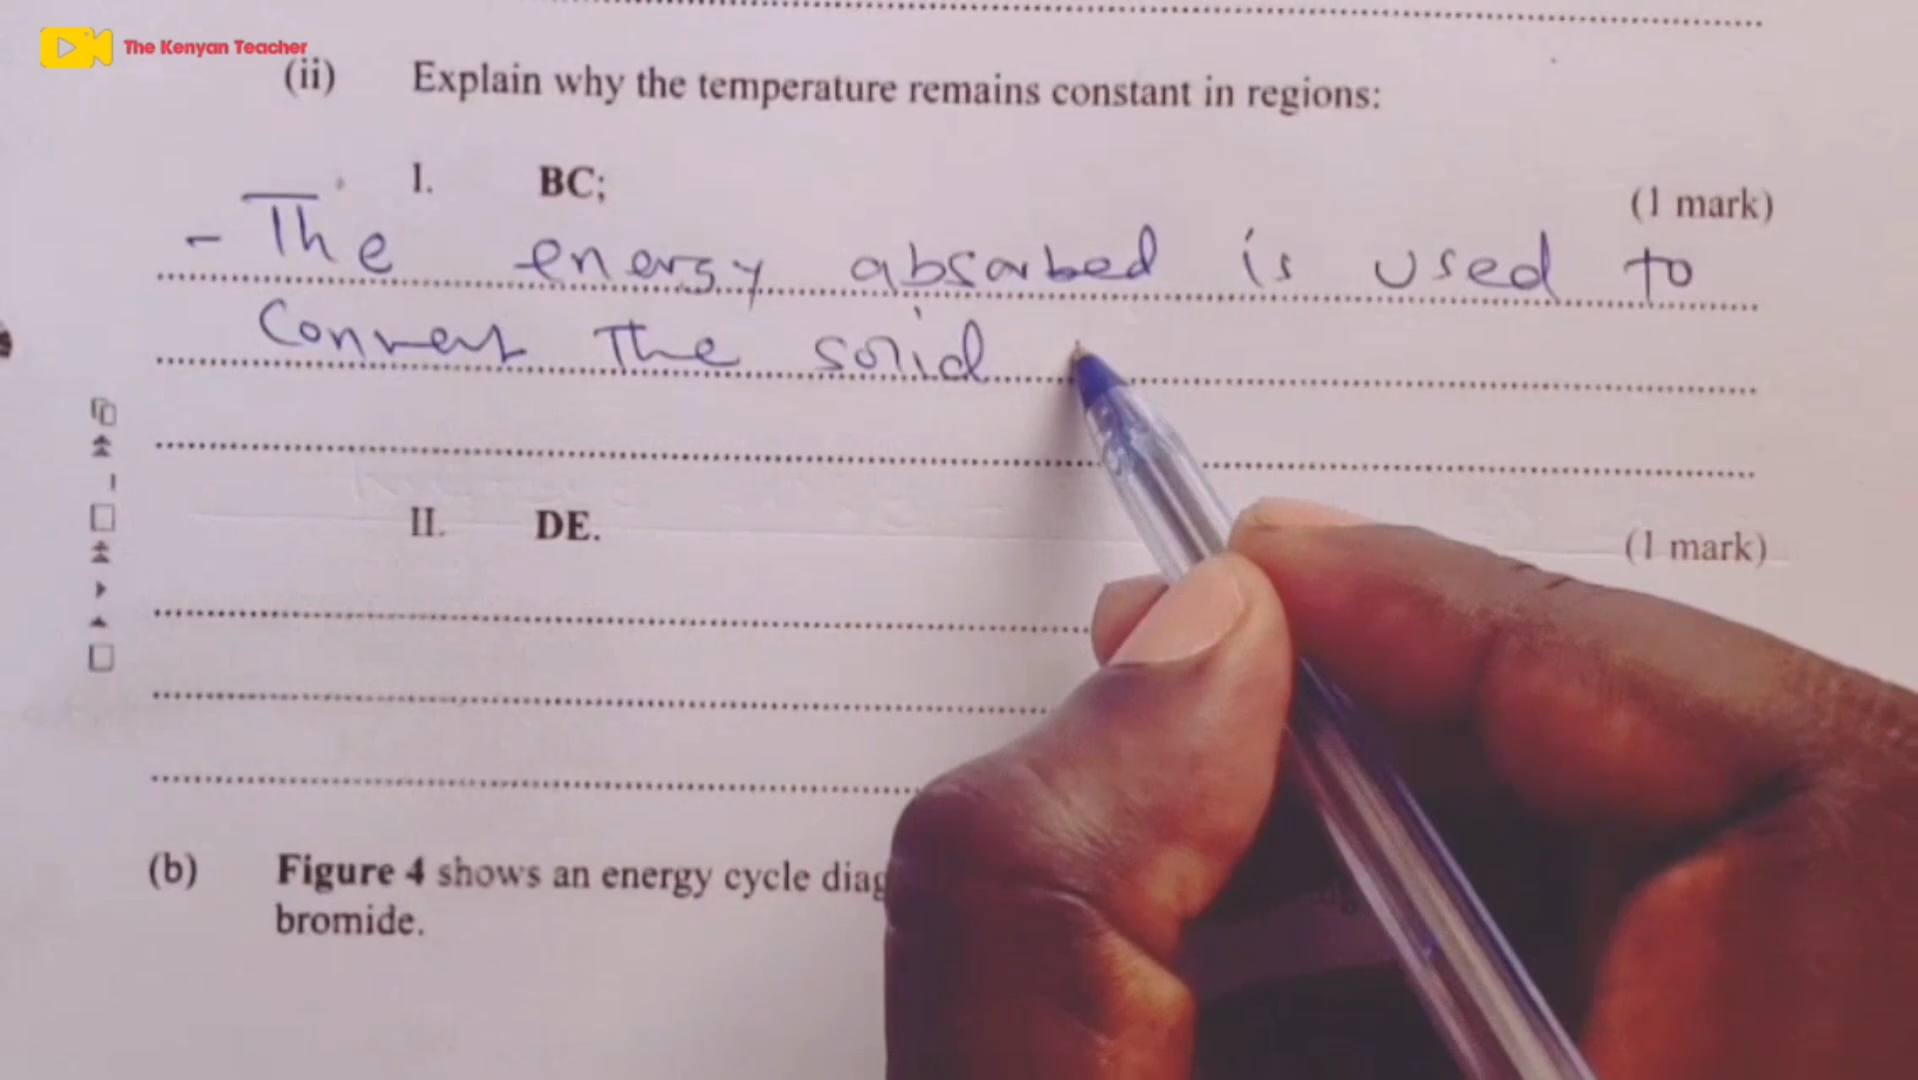 The Kenyan Teacher
(ii) Explain why the temperature remains constant in regions:
I. BC;
(1 mark)
- The energy absorbed is used to
Convert the solid
II. DE.
(1 mark)
(b) Figure 4 shows an energy cycle diag
bromide.